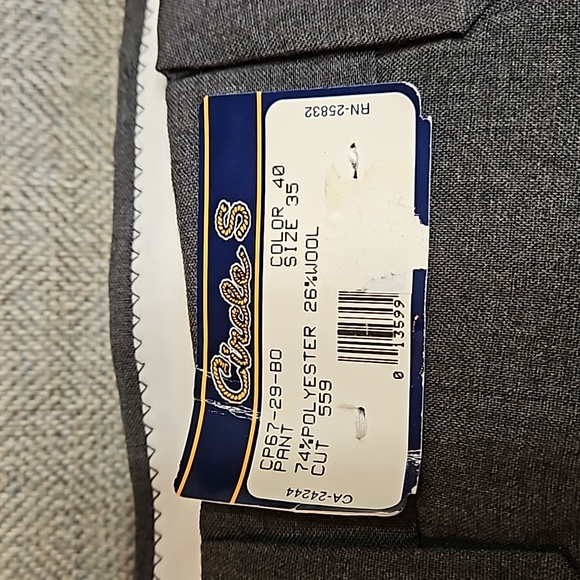 Circle S
CP67-29-BO COLOR 40
PANT SIZE 35
74%POLYESTER 26%WOOL
CUT 559
0 13599
CA-24244 RN-25832